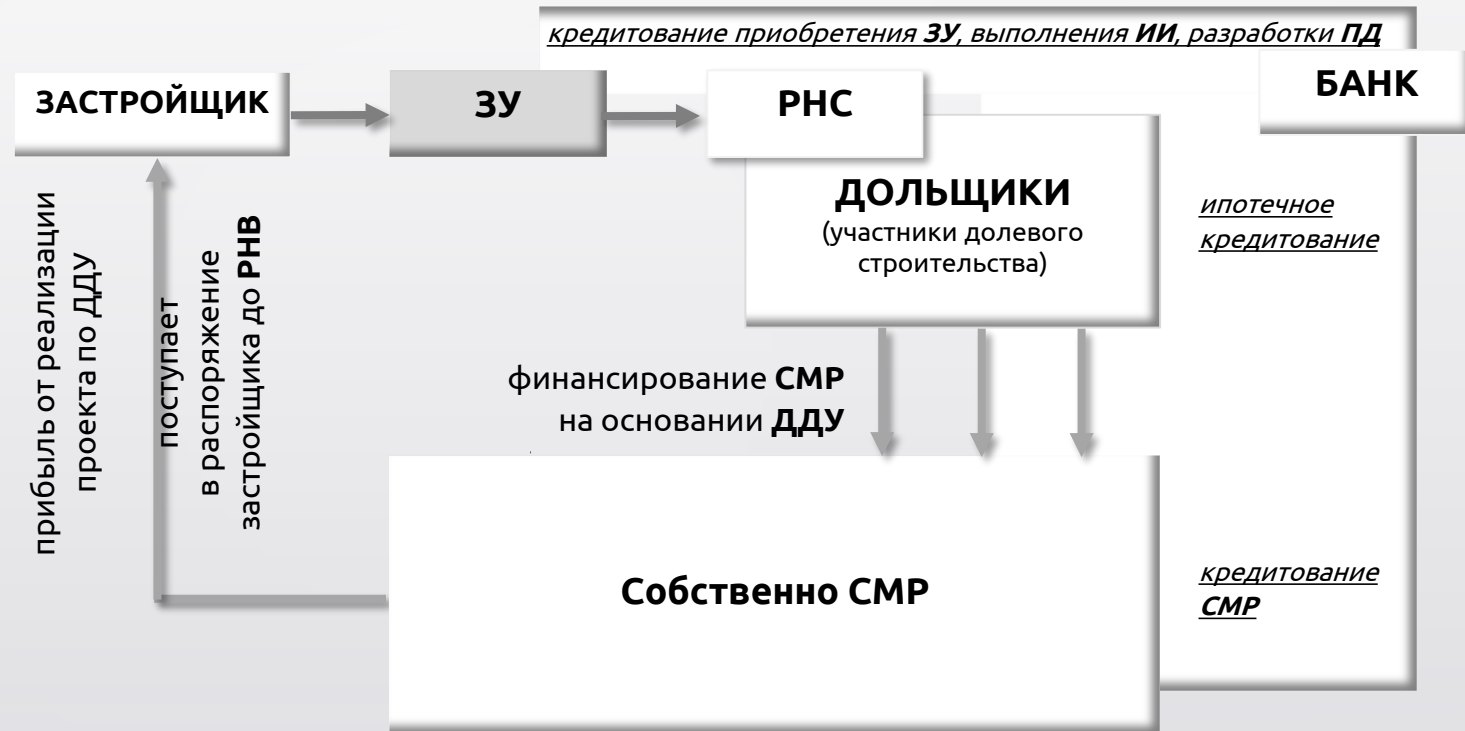 кредитование приобретения ЗУ, выполнения ИИ, разработки ПД
БАНК
ЗАСТРОЙЩИК
ЗУ
РНС
ДОЛЬЩИКИ
(участники долевого
строительства)
ипотечное
кредитование
прибыль от реализации
проекта по ДДУ
поступает
в распоряжение
застройщика до РНВ
финансирование СМР
на основании ДДУ
Собственно СМР
кредитование
СМР